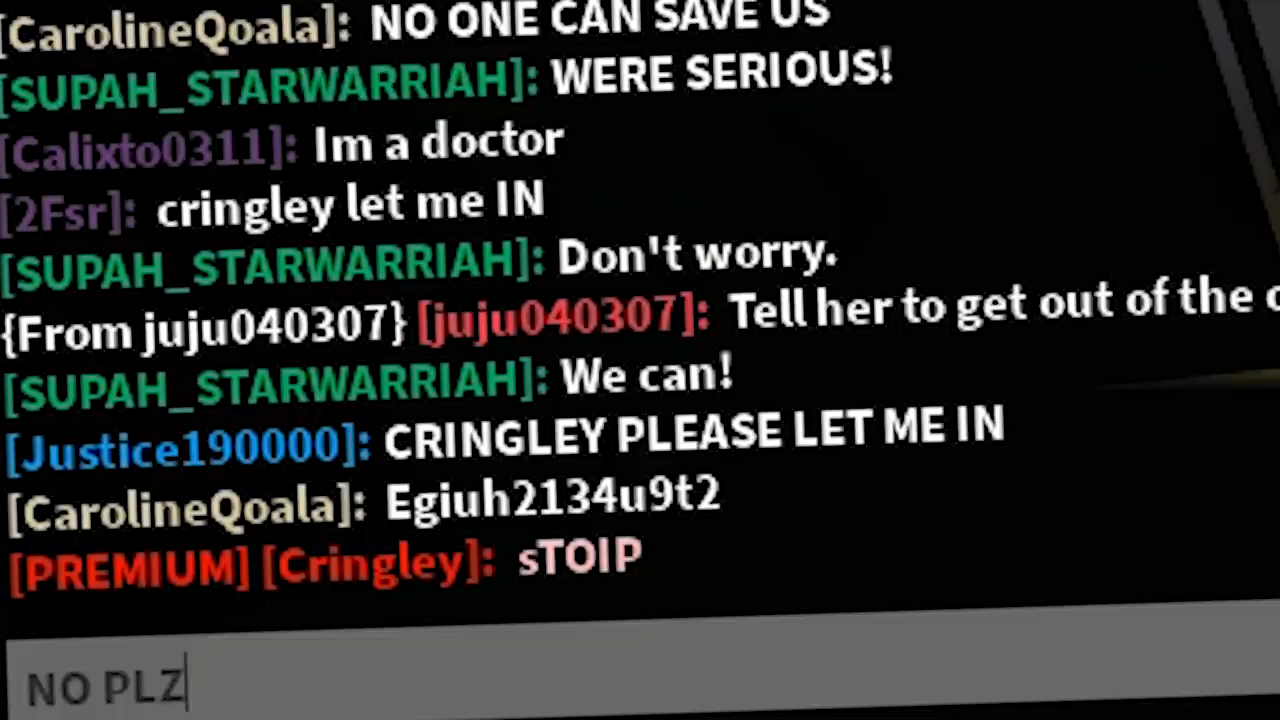 [CarolineQoala]: NO ONE CAN SAVE US
[SUPAH_STARWARRIAH]: WERE SERIOUS!
[Calixto0311]: Im a doctor
[2Fsr]: cringley let me IN
[SUPAH_STARWARRIAH]: Don't worry.
{From juju040307} [juju040307]: Tell her to get out of the
[SUPAH_STARWARRIAH]: We can!
[Justice190000]: CRINGLEY PLEASE LET ME IN
[CarolineQoala]: Egiuh2134u9t2
[PREMIUM] [Cringley]: sTOIP
NO PLZ